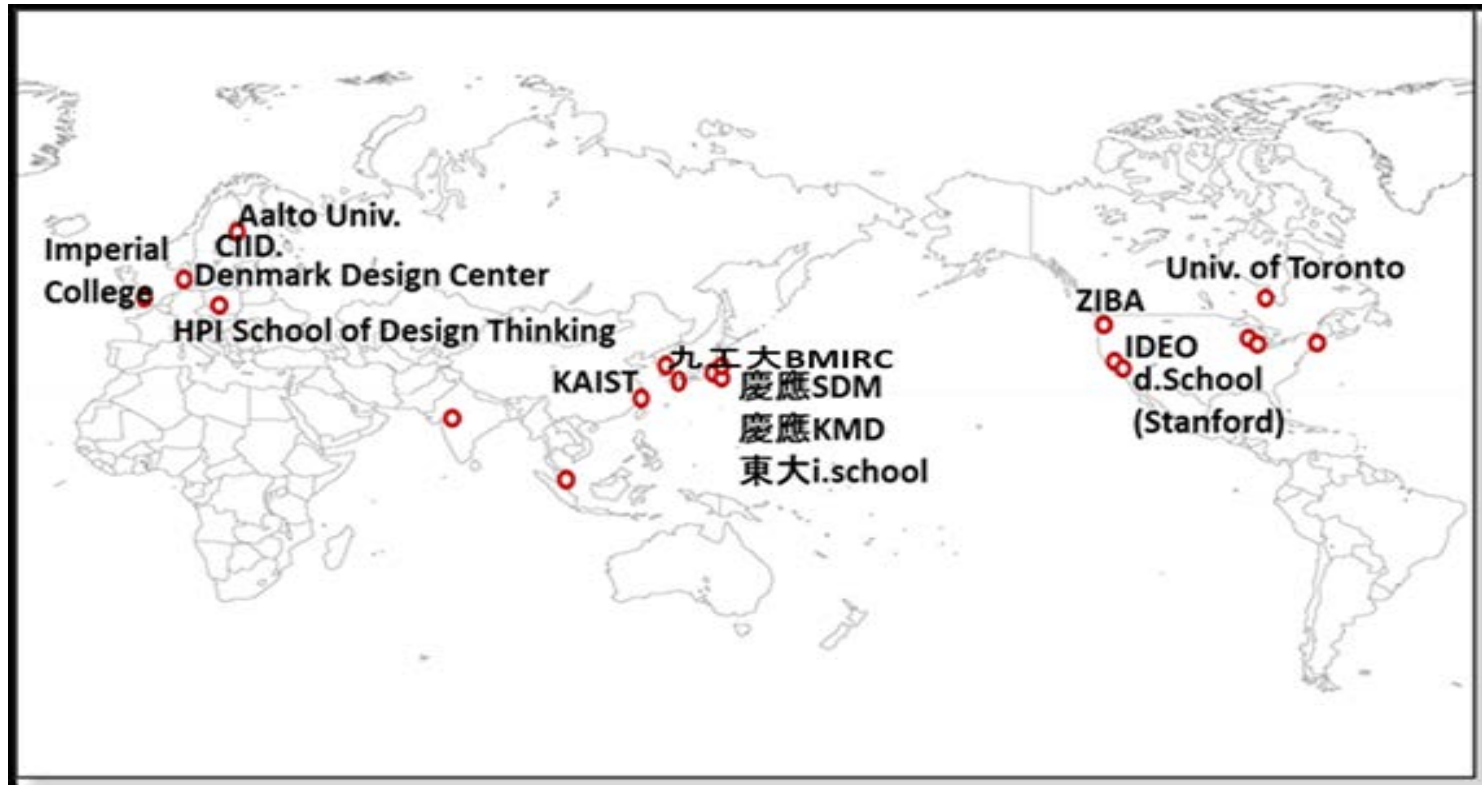 Aalto Univ.
CIID.
Imperial
College
Denmark Design Center
HPI School of Design Thinking
九工大BMIRC
KAIST
慶應SDM
慶應KMD
東大i.school
Univ. of Toronto
ZIBA
IDEO
d.School
(Stanford)